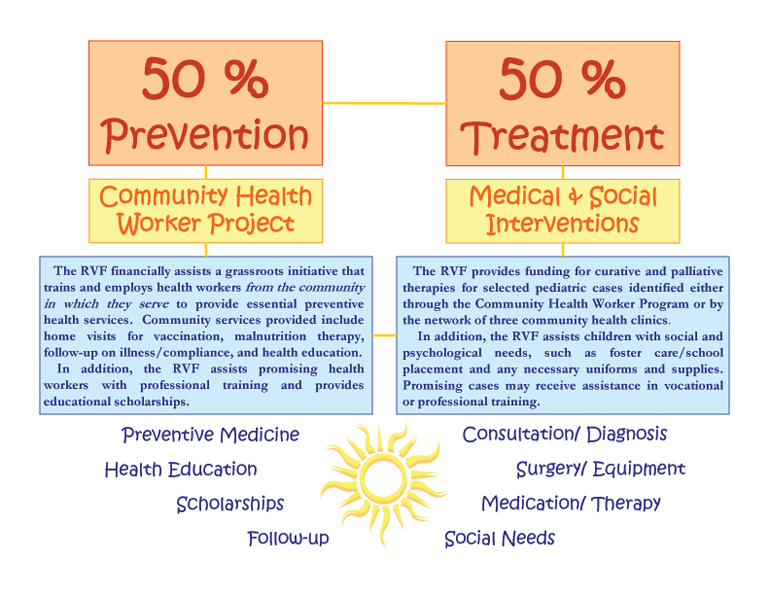 50 %
Prevention
50 %
Treatment
Community Health
Worker Project
Medical & Social
Interventions
The RVF financially assists a grassroots initiative that
trains and employs health workers from the community
in which they serve to provide essential preventive
health services. Community services provided include
home visits for vaccination, malnutrition therapy,
follow-up on illness/compliance, and health education.
In addition, the RVF assists promising health
workers with professional training and provides
educational scholarships.
The RVF provides funding for curative and palliative
therapies for selected pediatric cases identified either
through the Community Health Worker Program or by
the network of three community health clinics.
In addition, the RVF assists children with social and
psychological needs, such as foster care/school
placement and any necessary uniforms and supplies.
Promising cases may receive assistance in vocational
or professional training.
Preventive Medicine
Health Education
Scholarships
Follow-up
Consultation/ Diagnosis
Surgery/ Equipment
Medication/ Therapy
Social Needs